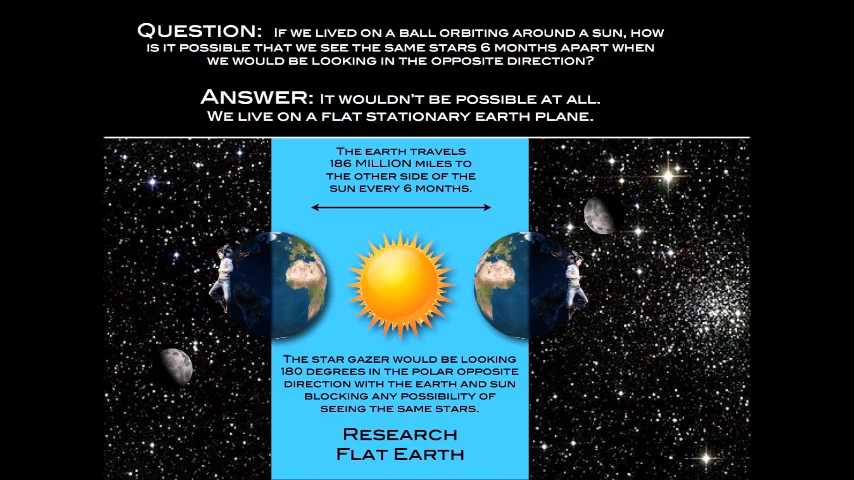 QUESTION: IF WE LIVED ON A BALL ORBITING AROUND A SUN, HOW
IS IT POSSIBLE THAT WE SEE THE SAME STARS 6 MONTHS APART WHEN
WE WOULD BE LOOKING IN THE OPPOSITE DIRECTION?
ANSWER: IT WOULDN'T BE POSSIBLE AT ALL.
WE LIVE ON A FLAT STATIONARY EARTH PLANE.
THE EARTH TRAVELS
186 MILLION MILES TO
THE OTHER SIDE OF THE
SUN EVERY 6 MONTHS.
THE STAR GAZER WOULD BE LOOKING
180 DEGREES IN THE POLAR OPPOSITE
DIRECTION WITH THE EARTH AND SUN
BLOCKING ANY POSSIBILITY OF
SEEING THE SAME STARS.
RESEARCH
FLAT EARTH